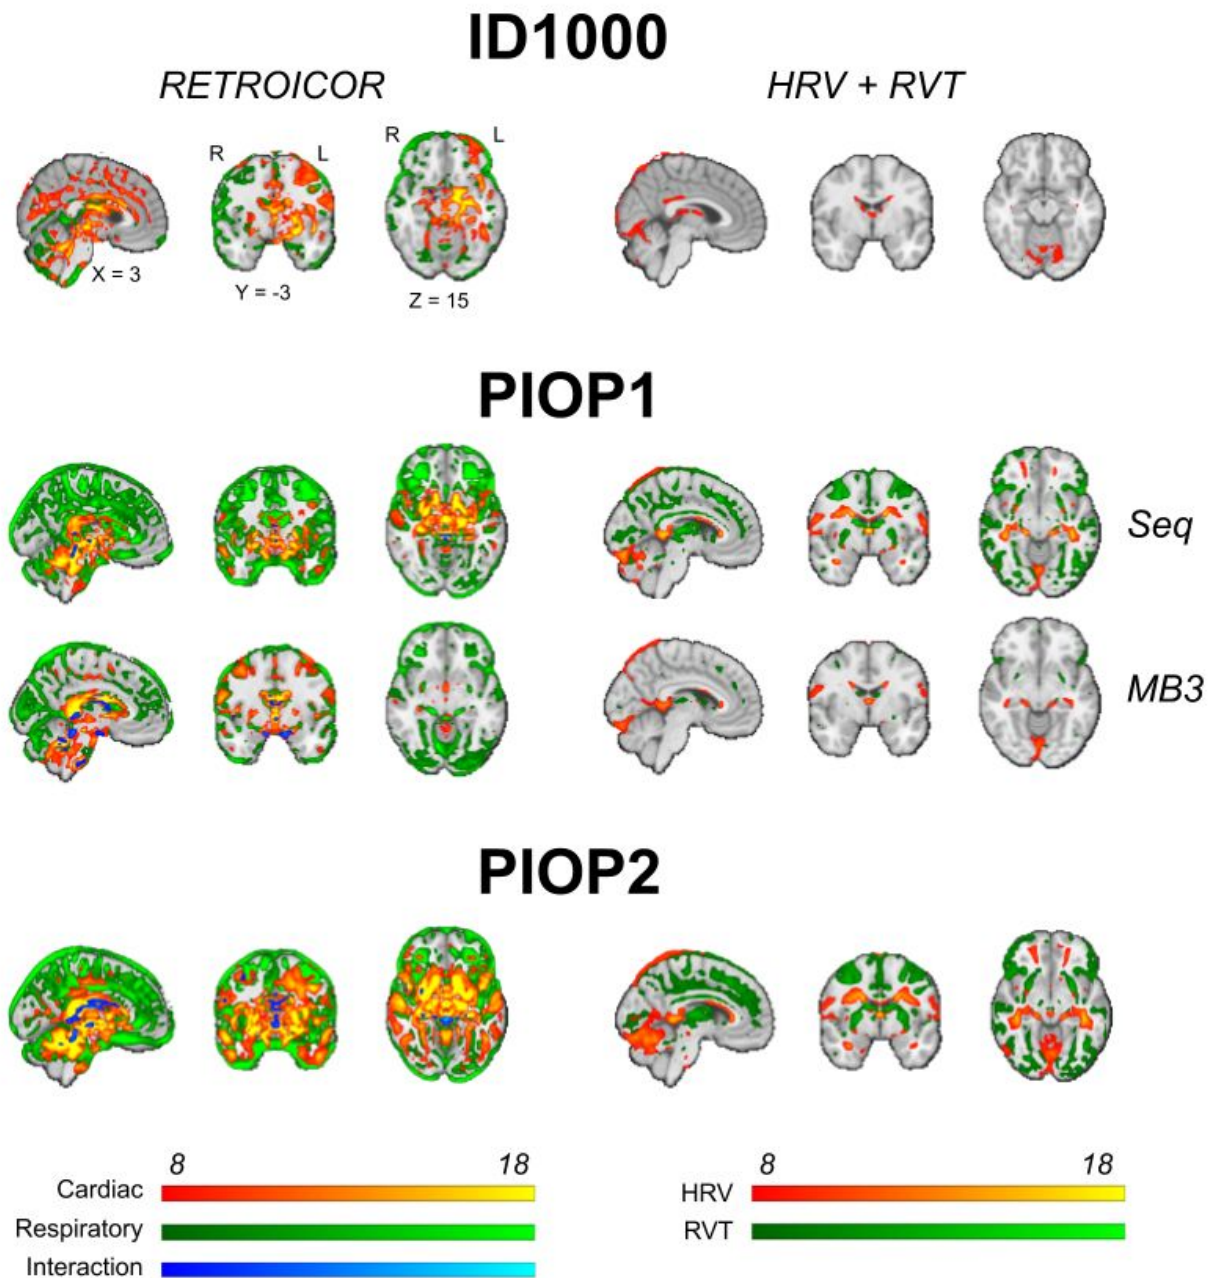 ID1000
RETROICOR
HRV + RVT
R L
R L
X = 3
Y = -3
Z = 15
PIOP1
Seq
MB3
PIOP2
8 18
Cardiac
Respiratory
Interaction
8 18
HRV
RVT